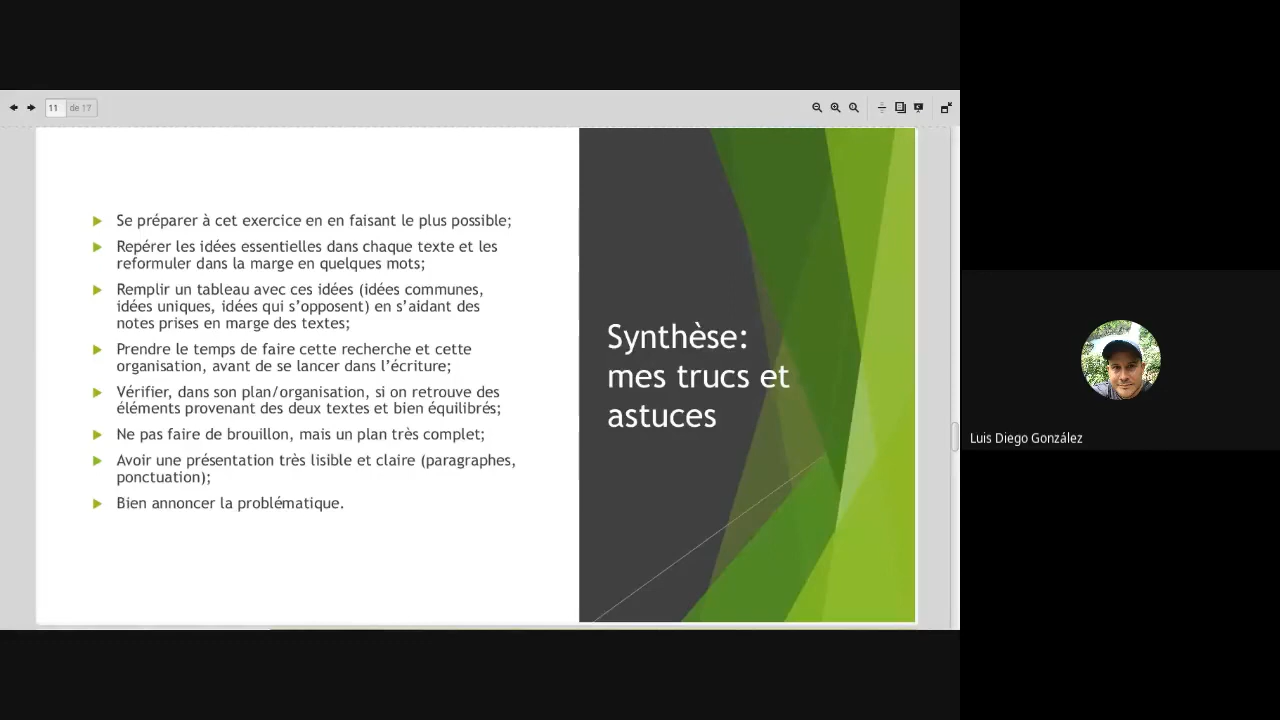 11 de 17
Se préparer à cet exercice en en faisant le plus possible;
Repérer les idées essentielles dans chaque texte et les
reformuler dans la marge en quelques mots;
Remplir un tableau avec ces idées (idées communes,
idées uniques, idées qui s’opposent) en s’aidant des
notes prises en marge des textes;
Prendre le temps de faire cette recherche et cette
organisation, avant de se lancer dans l’écriture;
Vérifier, dans son plan/organisation, si on retrouve des
éléments provenant des deux textes et bien équilibrés;
Ne pas faire de brouillon, mais un plan très complet;
Avoir une présentation très lisible et claire (paragraphes,
ponctuation);
Bien annoncer la problématique.
Synthèse:
mes trucs et
astuces
Luis Diego González